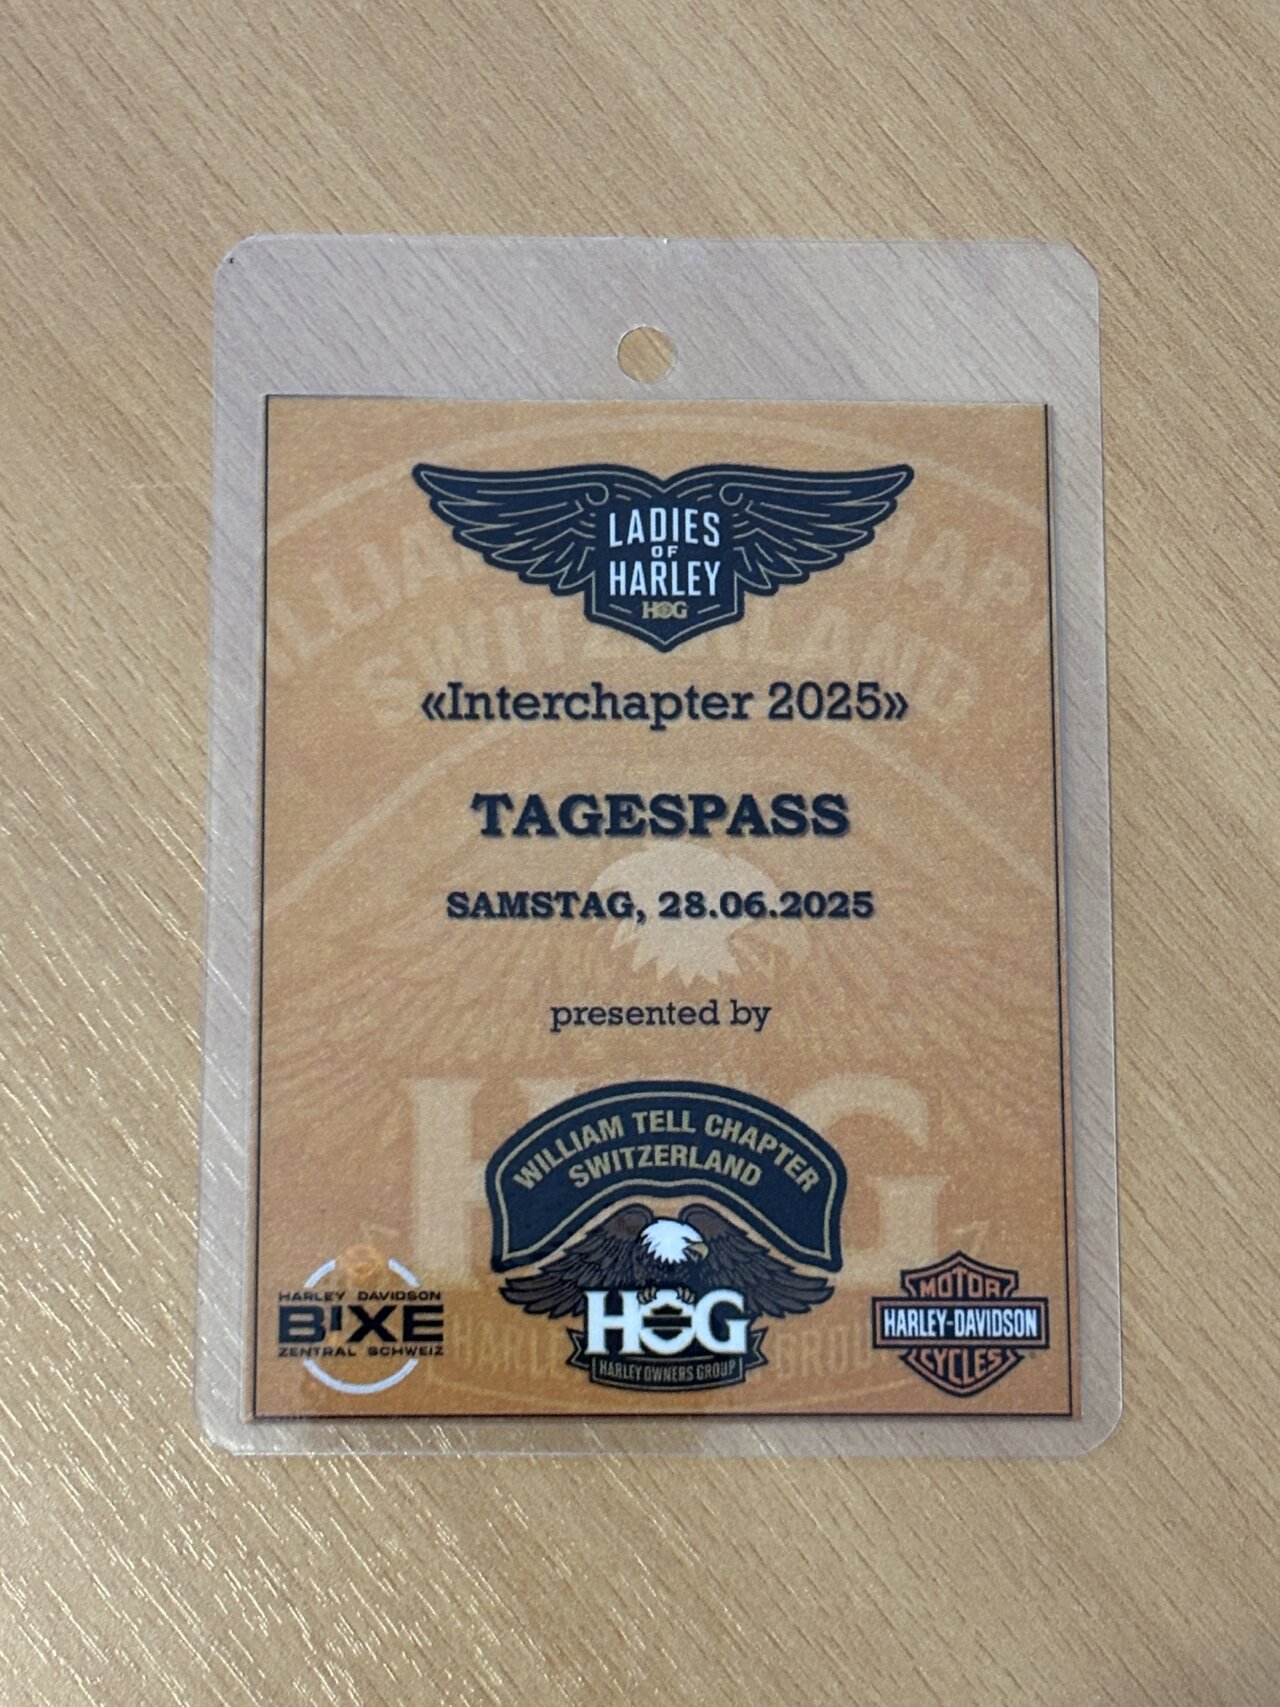 LADIES
OF
HARLEY
HOG
«Interchapter 2025»
TAGESPASS
SAMSTAG, 28.06.2025
presented by
WILLIAM TELL CHAPTER
SWITZERLAND
HOG
HARLEY OWNERS GROUP
HARLEY DAVIDSON
BIXE
ZENTRAL SCHWEIZ
MOTOR
HARLEY-DAVIDSON
CYCLES